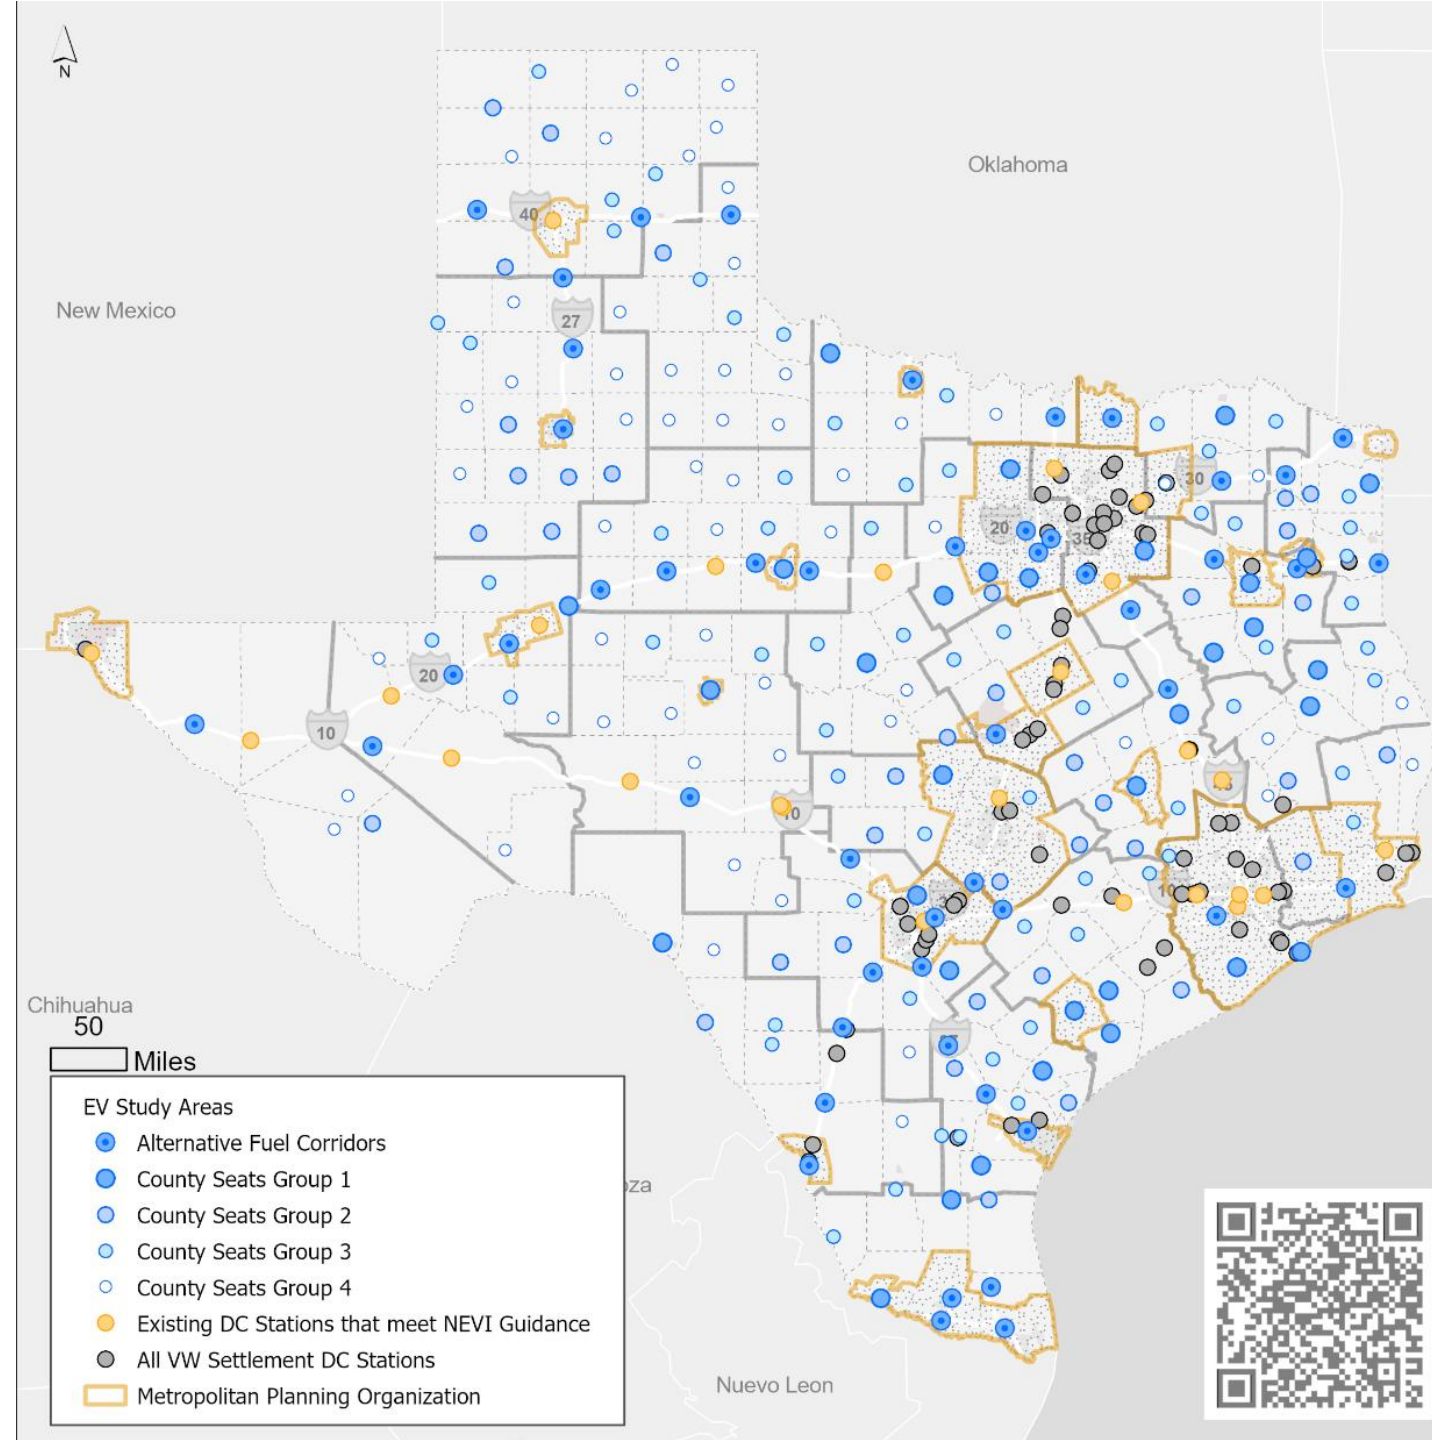 N
Oklahoma
40
New Mexico
27
30
20
35
20
10
10
10
Chihuahua
50
Miles
EV Study Areas
Alternative Fuel Corridors
County Seats Group 1
County Seats Group 2
County Seats Group 3
County Seats Group 4
Existing DC Stations that meet NEVI Guidance
All VW Settlement DC Stations
Metropolitan Planning Organization
oza
Nuevo Leon